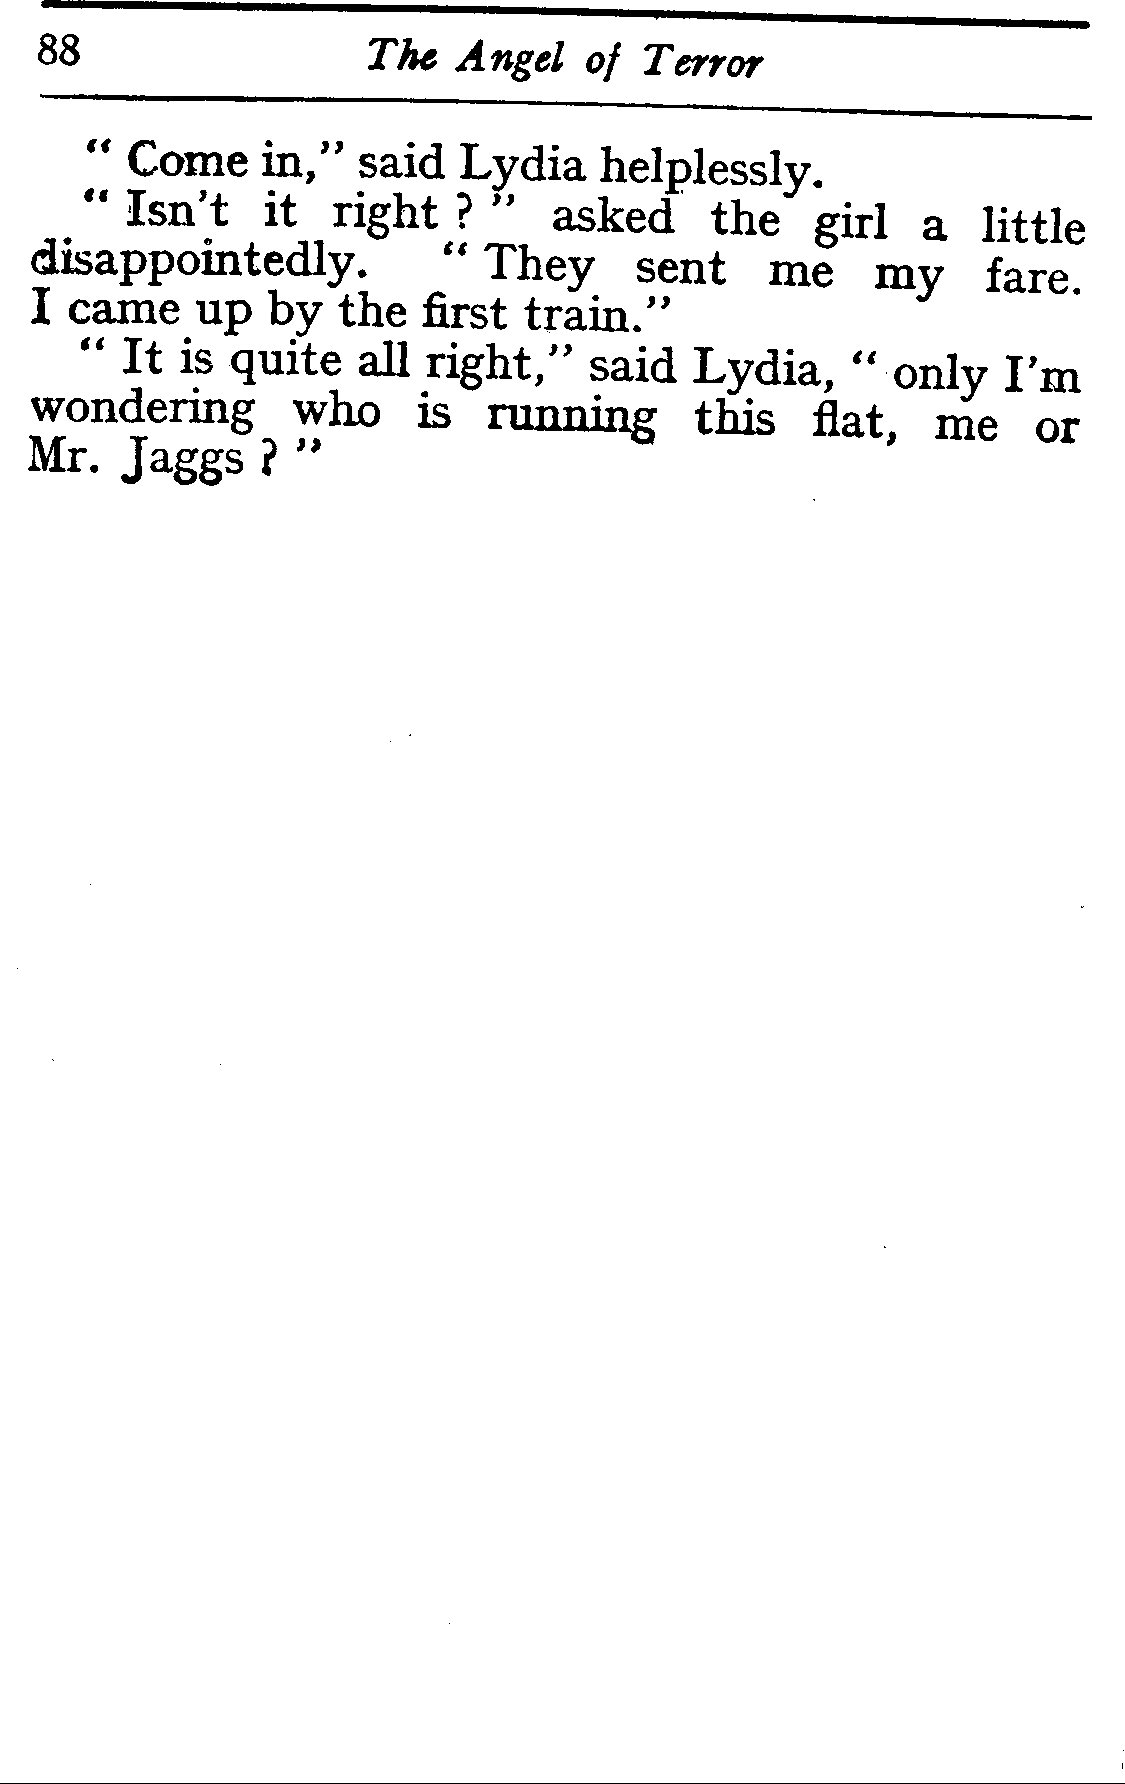 88 The Angel of Terror
“ Come in,” said Lydia helplessly.
“ Isn't it right ? ” asked the girl a little
disappointedly. “ They sent me my fare.
I came up by the first train.”
“ It is quite all right,” said Lydia, “ only I'm
wondering who is running this flat, me or
Mr. Jaggs ? ”